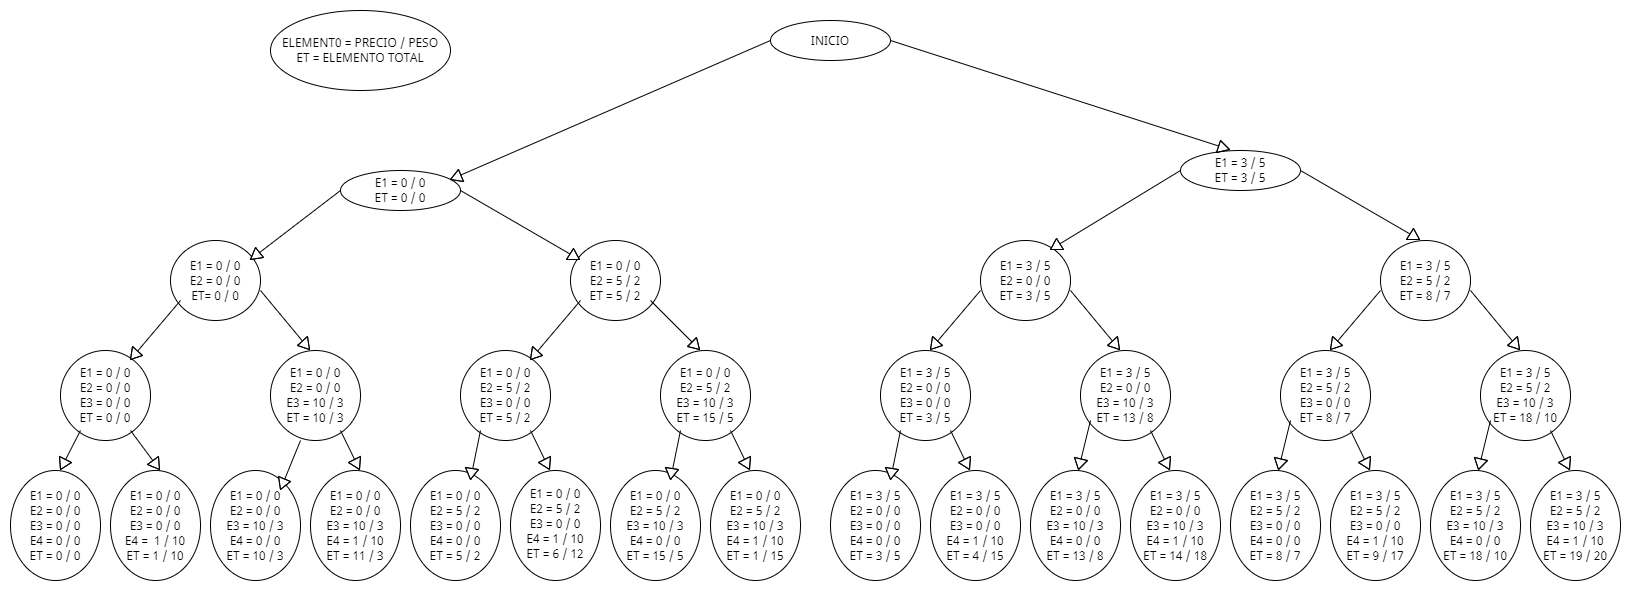 ELEMENT0 = PRECIO / PESO
ET = ELEMENTO TOTAL
INICIO
E1 = 0 / 0
ET = 0 / 0
E1 = 3 / 5
ET = 3 / 5
E1 = 0 / 0
E2 = 0 / 0
ET= 0 / 0
E1 = 0 / 0
E2 = 5 / 2
ET = 5 / 2
E1 = 3 / 5
E2 = 0 / 0
ET = 3 / 5
E1 = 3 / 5
E2 = 5 / 2
ET = 8 / 7
E1 = 0 / 0
E2 = 0 / 0
E3 = 0 / 0
ET = 0 / 0
E1 = 0 / 0
E2 = 0 / 0
E3 = 10 / 3
ET = 10 / 3
E1 = 0 / 0
E2 = 5 / 2
E3 = 0 / 0
ET = 5 / 2
E1 = 0 / 0
E2 = 5 / 2
E3 = 10 / 3
ET = 15 / 5
E1 = 3 / 5
E2 = 0 / 0
E3 = 0 / 0
ET = 3 / 5
E1 = 3 / 5
E2 = 0 / 0
E3 = 10 / 3
ET = 13 / 8
E1 = 3 / 5
E2 = 5 / 2
E3 = 0 / 0
ET = 8 / 7
E1 = 3 / 5
E2 = 5 / 2
E3 = 10 / 3
ET = 18 / 10
E1 = 0 / 0
E2 = 0 / 0
E3 = 0 / 0
E4 = 0 / 0
ET = 0 / 0
E1 = 0 / 0
E2 = 0 / 0
E3 = 0 / 0
E4 = 1 / 10
ET = 1 / 10
E1 = 0 / 0
E2 = 0 / 0
E3 = 10 / 3
E4 = 0 / 0
ET = 10 / 3
E1 = 0 / 0
E2 = 0 / 0
E3 = 10 / 3
E4 = 1 / 10
ET = 11 / 3
E1 = 0 / 0
E2 = 5 / 2
E3 = 0 / 0
E4 = 0 / 0
ET = 5 / 2
E1 = 0 / 0
E2 = 5 / 2
E3 = 0 / 0
E4 = 1 / 10
ET = 6 / 12
E1 = 0 / 0
E2 = 5 / 2
E3 = 10 / 3
E4 = 0 / 0
ET = 15 / 5
E1 = 0 / 0
E2 = 5 / 2
E3 = 10 / 3
E4 = 1 / 10
ET = 1 / 15
E1 = 3 / 5
E2 = 0 / 0
E3 = 0 / 0
E4 = 0 / 0
ET = 3 / 5
E1 = 3 / 5
E2 = 0 / 0
E3 = 0 / 0
E4 = 1 / 10
ET = 4 / 15
E1 = 3 / 5
E2 = 0 / 0
E3 = 10 / 3
E4 = 0 / 0
ET = 13 / 8
E1 = 3 / 5
E2 = 0 / 0
E3 = 10 / 3
E4 = 1 / 10
ET = 14 / 18
E1 = 3 / 5
E2 = 5 / 2
E3 = 0 / 0
E4 = 0 / 0
ET = 8 / 7
E1 = 3 / 5
E2 = 5 / 2
E3 = 0 / 0
E4 = 1 / 10
ET = 9 / 17
E1 = 3 / 5
E2 = 5 / 2
E3 = 10 / 3
E4 = 0 / 0
ET = 18 / 10
E1 = 3 / 5
E2 = 5 / 2
E3 = 10 / 3
E4 = 1 / 10
ET = 19 / 20